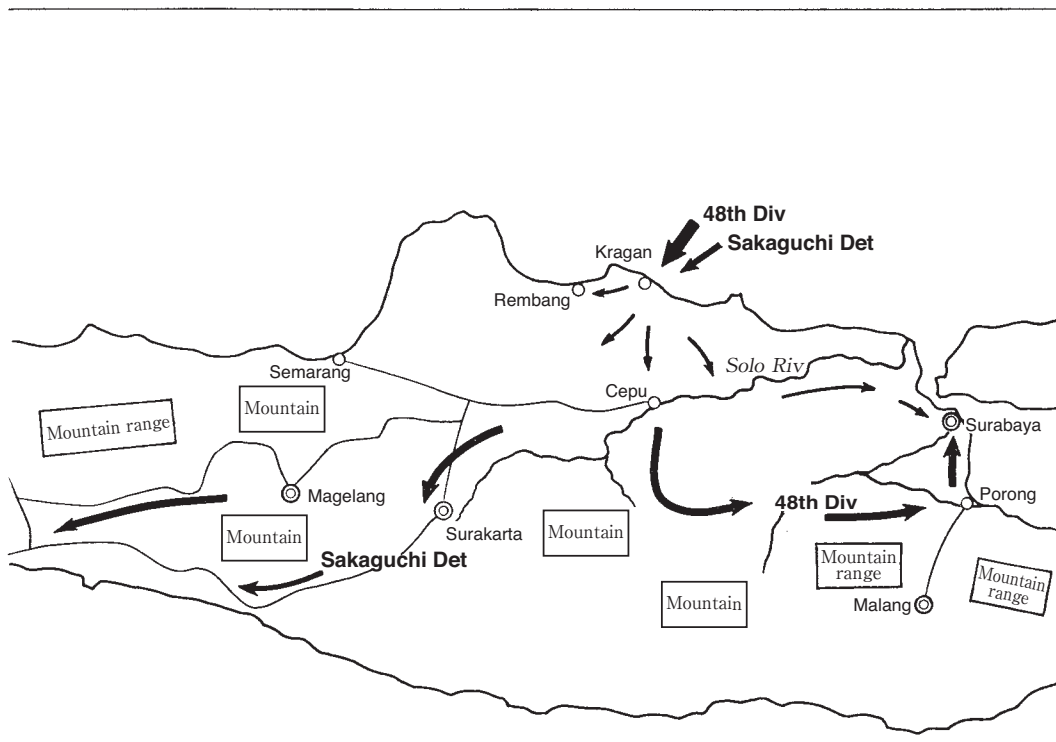 48th Div
Sakaguchi Det
Kragan
Rembang
Semarang
Solo Riv
Cepu
Mountain
Mountain range
Surabaya
Magelang
48th Div
Porong
Surakarta
Mountain
Mountain
Sakaguchi Det
Mountain
range
Mountain
range
Mountain
Malang